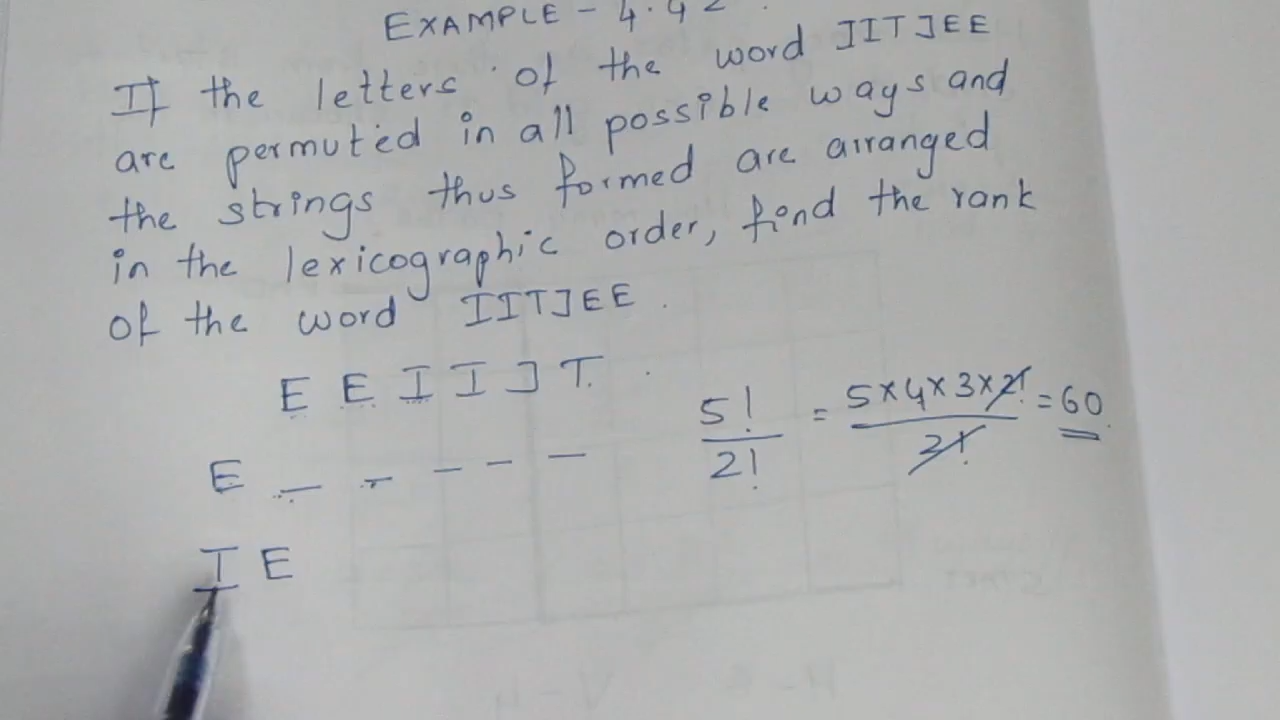 EXAMPLE - 4.42
If the letters of the word IITJEE
are permuted in all possible ways and
the strings thus formed are arranged
in the lexicographic order, find the rank
of the word IITJEE.
E E I I J T.
5!/2! = 5×4×3×2!/2! = 60
E _ _ _ _ _
I E